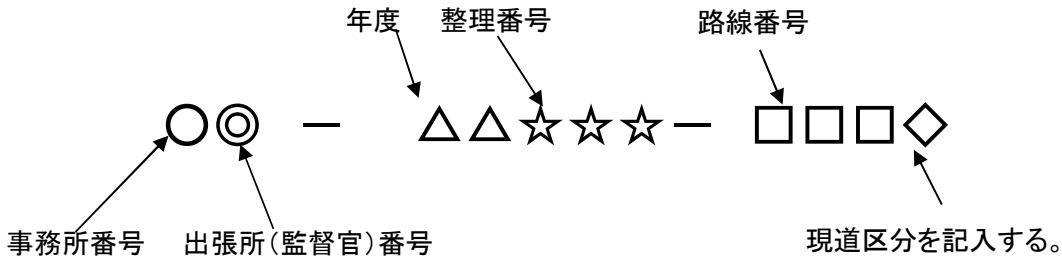 年度 整理番号 路線番号
○◎ — △△☆☆☆— □□□◇
事務所番号 出張所(監督官)番号 現道区分を記入する。